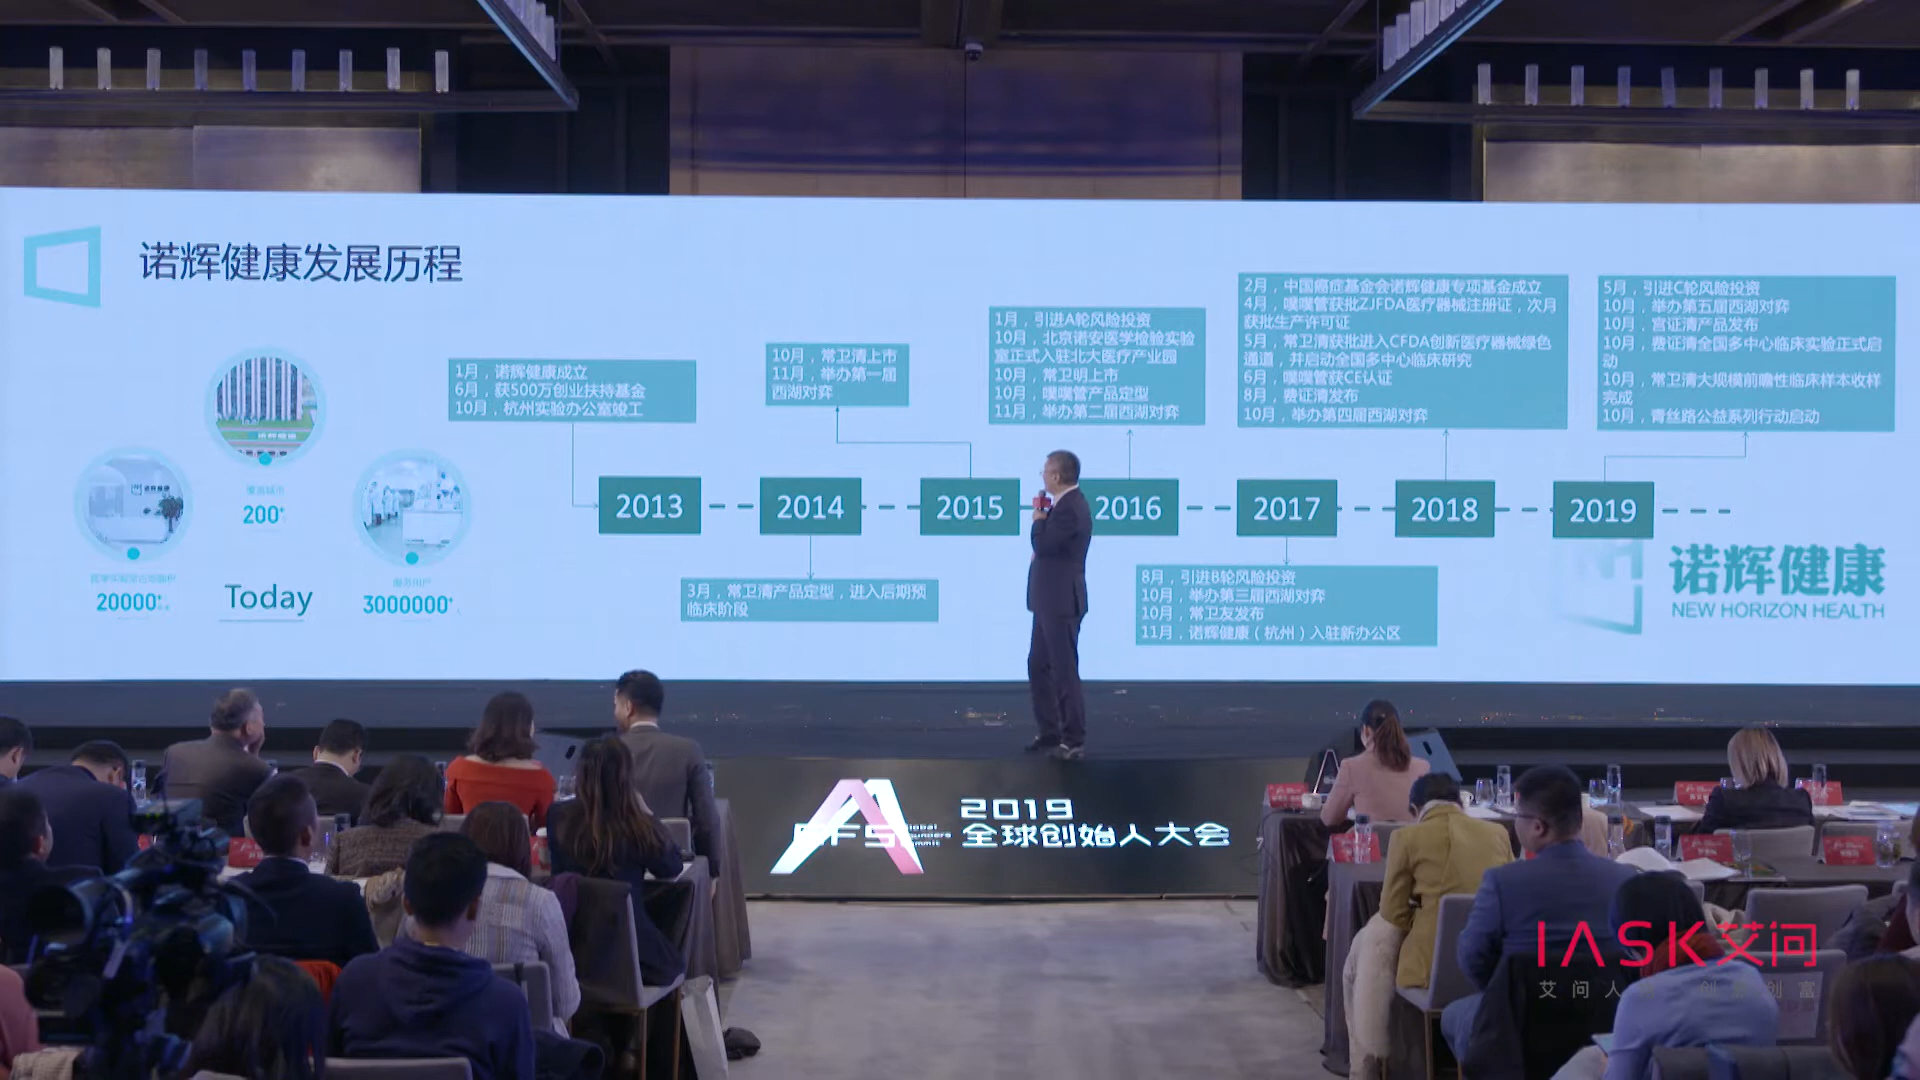 诺辉健康发展历程
1月，诺辉健康成立
6月，获500万创业扶持基金
10月，杭州实验办公室竣工
10月，常卫清上市
11月，举办第一届
西湖对弈
1月，引进A轮风险投资
10月，北京诺安医学检验实验
室正式入驻北大医疗产业园
10月，常卫明上市
10月，噗噗管产品定型
11月，举办第二届西湖对弈
2月，中国癌症基金会诺辉健康专项基金成立
4月，噗噗管获批ZJFDA医疗器械注册证，次月
获批生产许可证
5月，常卫清获批进入CFDA创新医疗器械绿色
通道，并启动全国多中心临床研究
6月，噗噗管获CE认证
8月，费证清发布
10月，举办第四届西湖对弈
5月，引进C轮风险投资
10月，举办第五届西湖对弈
10月，宫证清产品发布
10月，费证清全国多中心临床实验正式启
动
10月，常卫清大规模前瞻性临床样本收样
完成
10月，青丝路公益系列行动启动
2013
2014
2015
2016
2017
2018
2019
3月，常卫清产品定型，进入后期预
临床阶段
8月，引进B轮风险投资
10月，举办第三届西湖对弈
10月，常卫友发布
11月，诺辉健康（杭州）入驻新办公区
200+
20000+
Today
服务用户
3000000+
诺辉健康
NEW HORIZON HEALTH
2019
全球创始人大会
IASK艾问